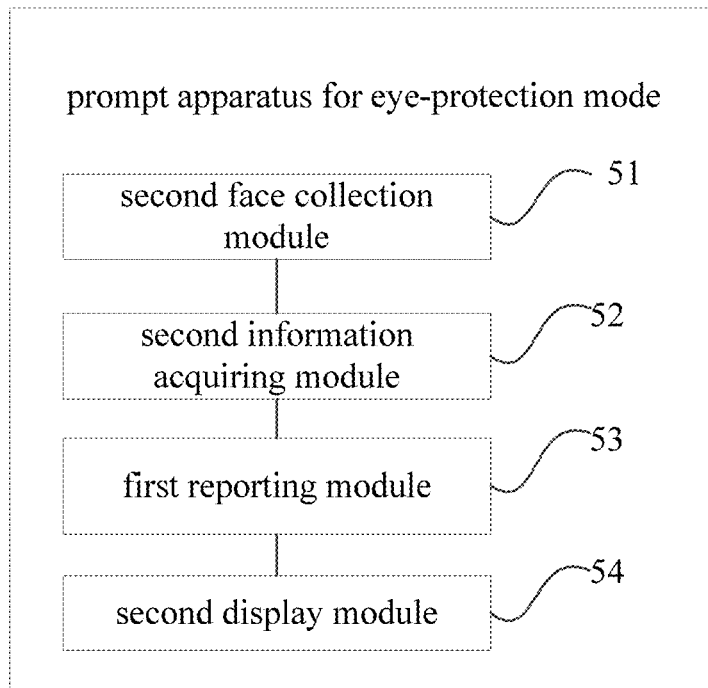 prompt apparatus for eye-protection mode
second face collection
module
51
second information
acquiring module
52
first reporting module
53
second display module
54